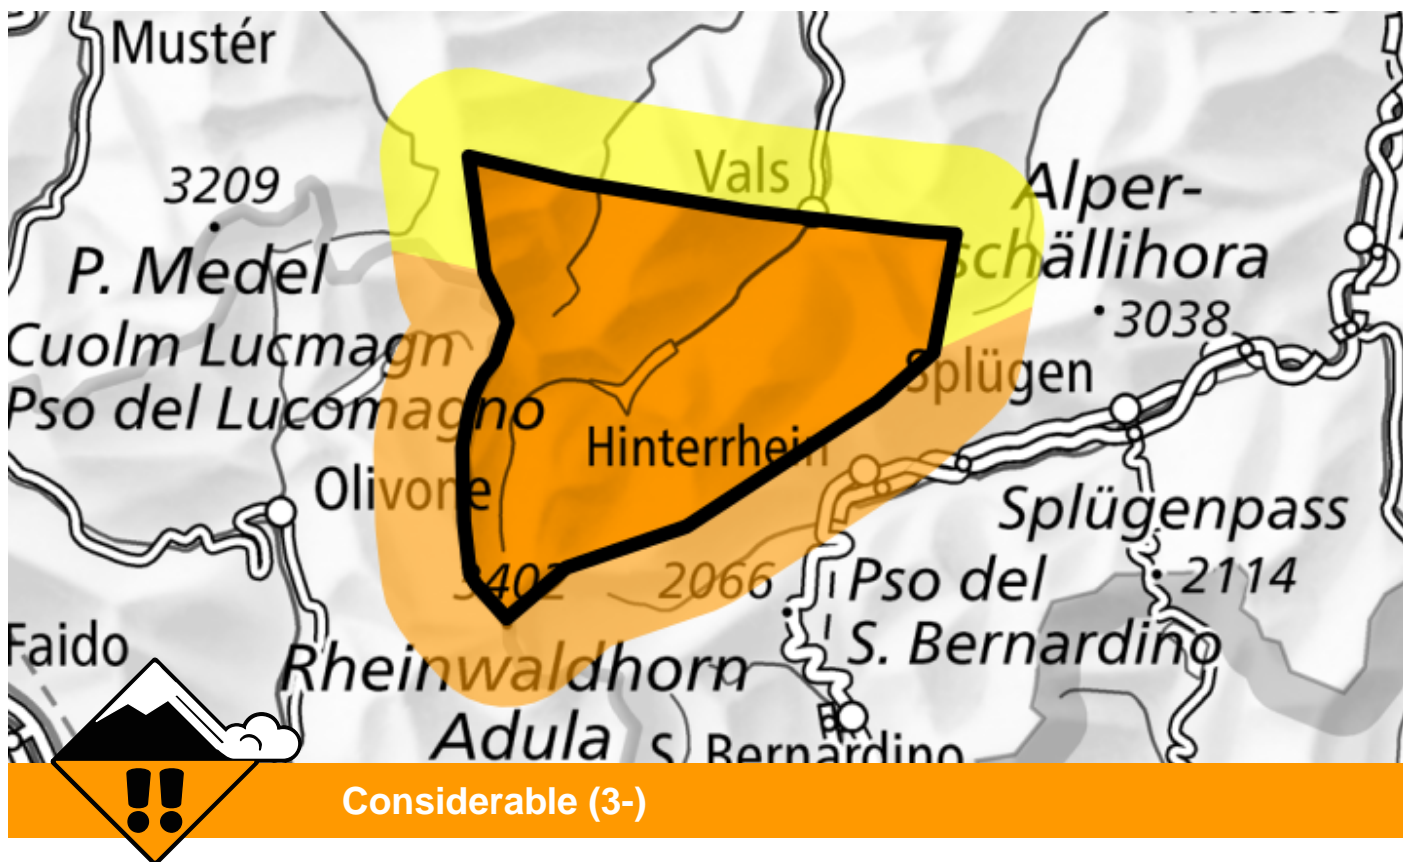 Mustér
Vals
3209
P. Medel
Alper-
schällihora
3038
Cuolm Lucmagn
Pso del Lucomagno
Splügen
Hinterrhein
Olivone
Splügenpass
2114
3402
2066
Pso del
S. Bernardino
Faido
Rheinwaldhorn
Adula
S. Bernardino
Considerable (3-)